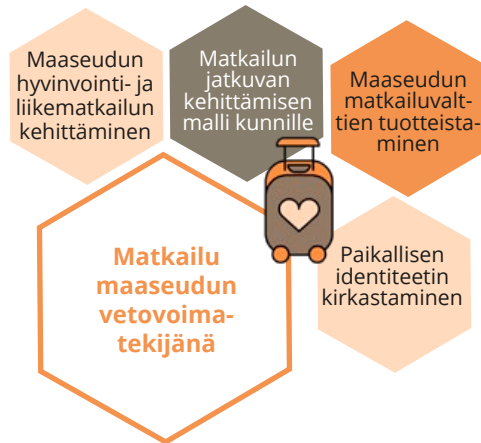 Maaseudun
hyvinvointi- ja
liikematkailun
kehittäminen
Matkailun
jatkuvan
kehittämisen
malli kunnille
Maaseudun
matkailuvalt-
tien tuotteista-
minen
Matkailu
maaseudun
vetovoima-
tekijänä
Paikallisen
identiteetin
kirkastaminen